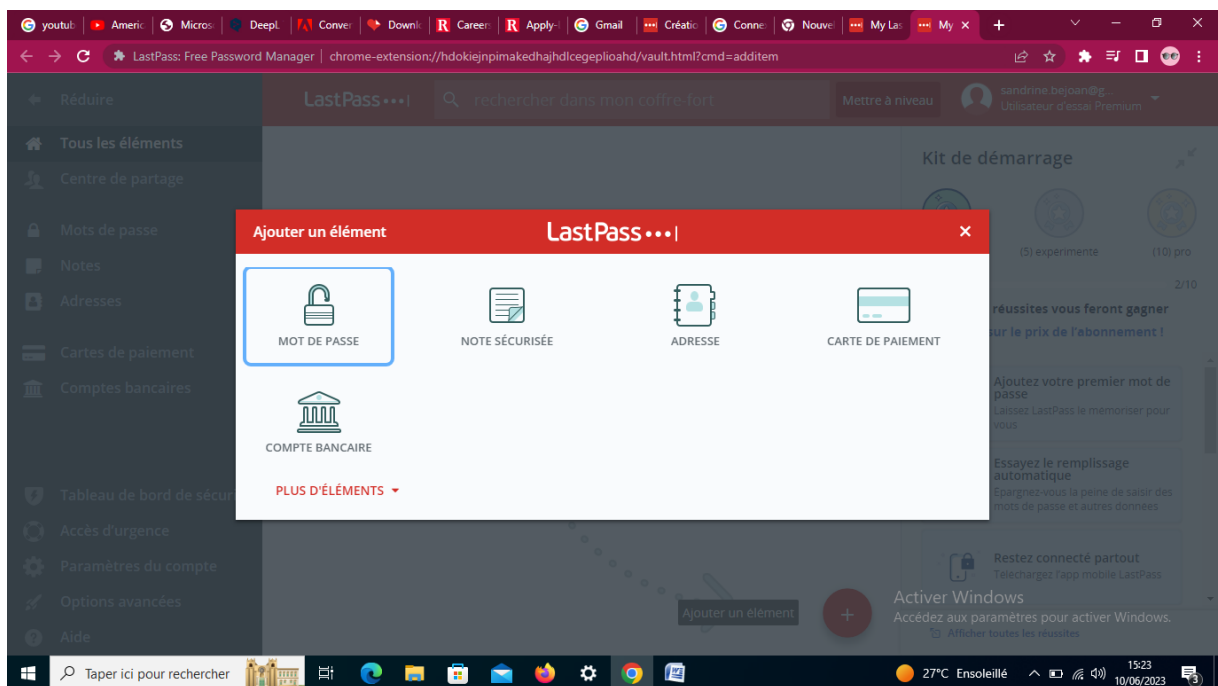 youtub Americ Micros DeepL Conver Downlo Careers Apply-I Gmail Créatio Connex Nouvel My Las My
LastPass: Free Password Manager | chrome-extension://hdokiejnpimakedhajhdlcegeplioahd/vault.html?cmd=additem
Réduire
LastPass •••|
rechercher dans mon coffre-fort
Mettre à niveau
sandrine.bejoan@g...
Utilisateur d'essai Premium
Tous les éléments
Centre de partage
Mots de passe
Notes
Adresses
Cartes de paiement
Comptes bancaires
Tableau de bord de sécuri
Accès d'urgence
Paramètres du compte
Options avancées
Aide
Ajouter un élément
LastPass •••|
MOT DE PASSE
NOTE SÉCURISÉE
ADRESSE
CARTE DE PAIEMENT
COMPTE BANCAIRE
PLUS D'ÉLÉMENTS
Kit de démarrage
(5) expérimenté
(10) pro
2/10
réussites vous feront gagner
sur le prix de l'abonnement !
Ajoutez votre premier mot de
passe
Laissez LastPass le mémoriser pour
vous
Essayez le remplissage
automatique
Épargnez-vous la peine de saisir des
mots de passe et autres données
Restez connecté partout
Téléchargez l'app mobile LastPass
Afficher toutes les réussites
Ajouter un élément
Activer Windows
Accédez aux paramètres pour activer Windows.
Taper ici pour rechercher
27°C Ensoleillé
15:23
10/06/2023
3